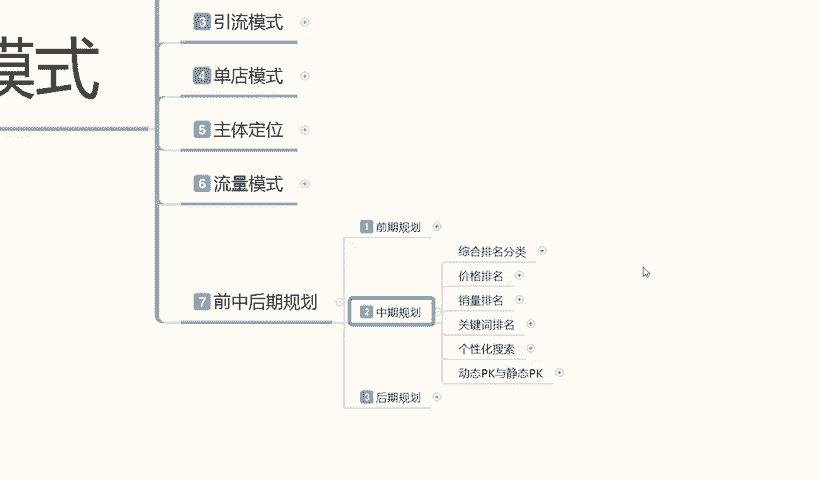 模式
3 引流模式
4 单店模式
5 主体定位
6 流量模式
7 前中后期规划
1 前期规划
2 中期规划
综合排名分类
价格排名
销量排名
关键词排名
个性化搜索
动态PK与静态PK
3 后期规划